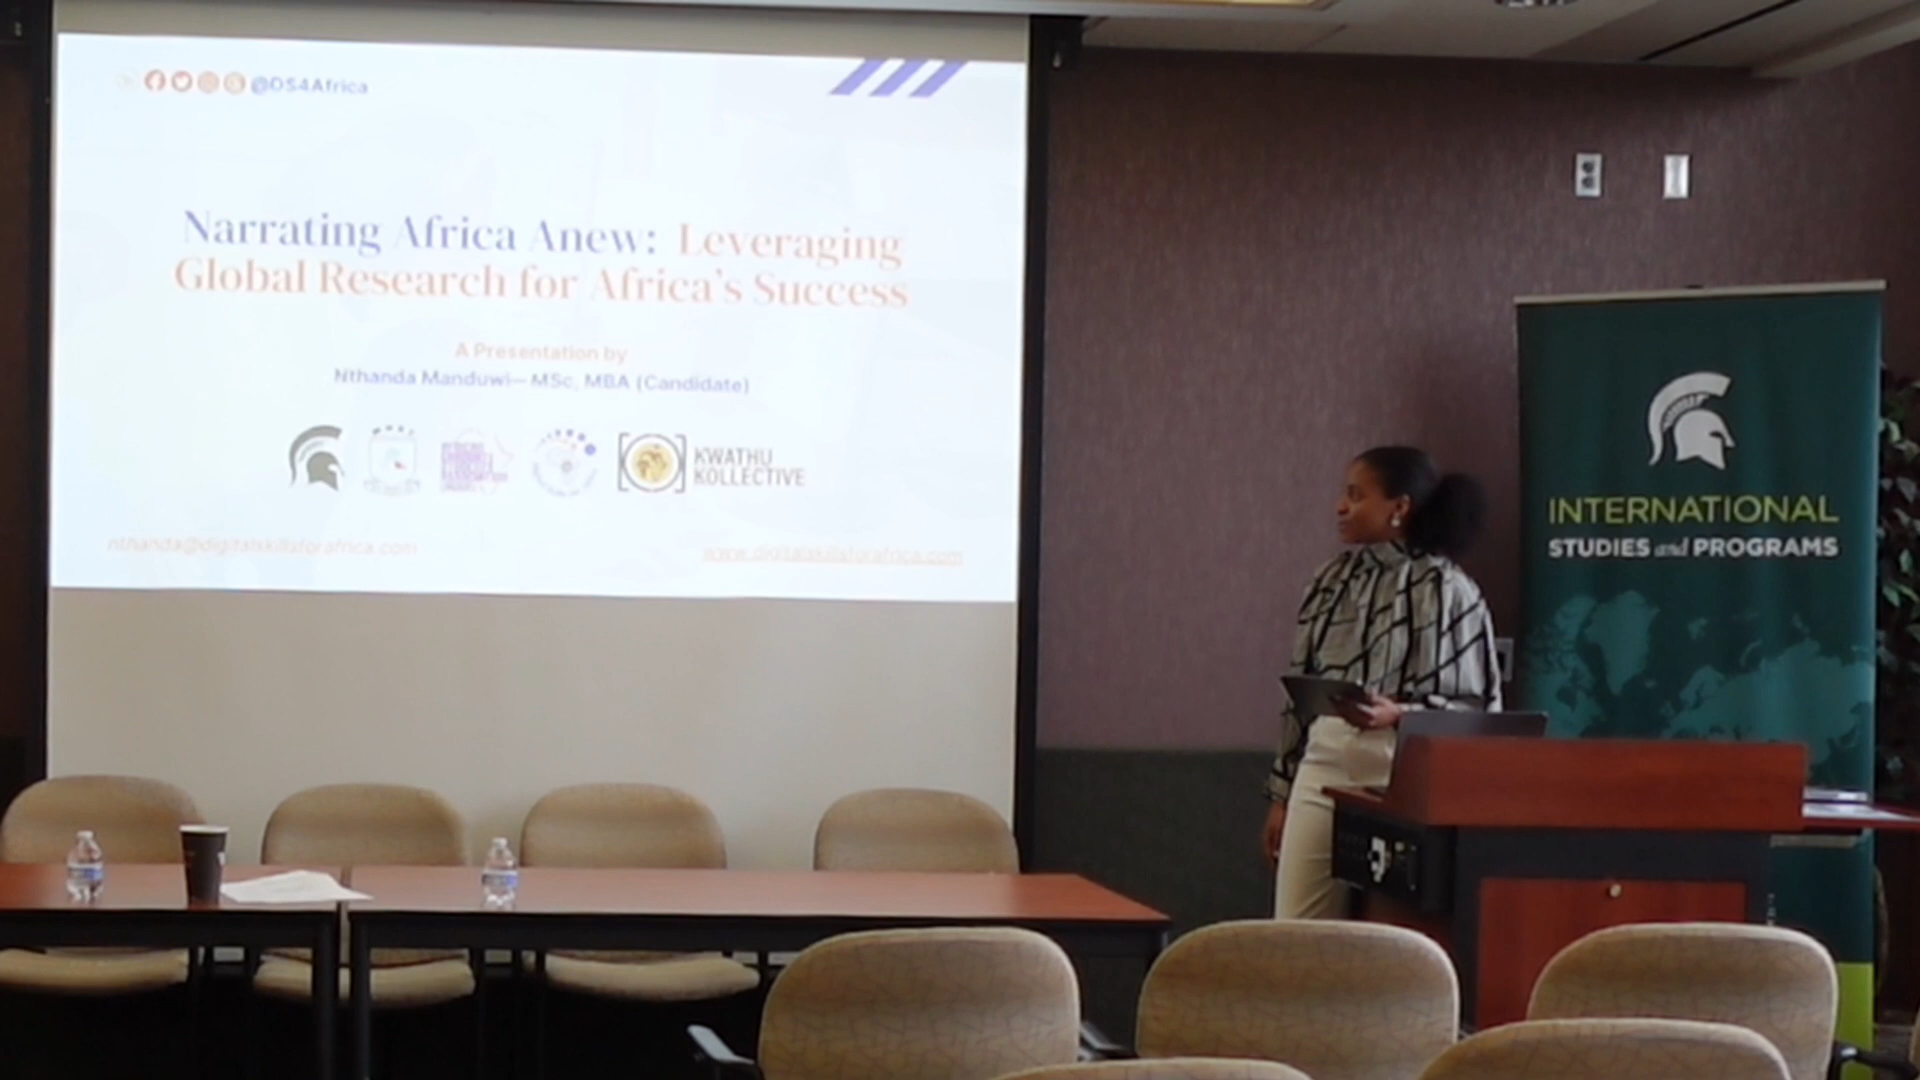 @DS4Africa
Narrating Africa Anew: Leveraging
Global Research for Africa's Success
A Presentation by
Nthanda Manduwi—MSc, MBA (Candidate)
KWATHU
KOLLECTIVE
nthanda@digitalskillsforafrica.com
www.digitalskillsforafrica.com
INTERNATIONAL
STUDIES and PROGRAMS